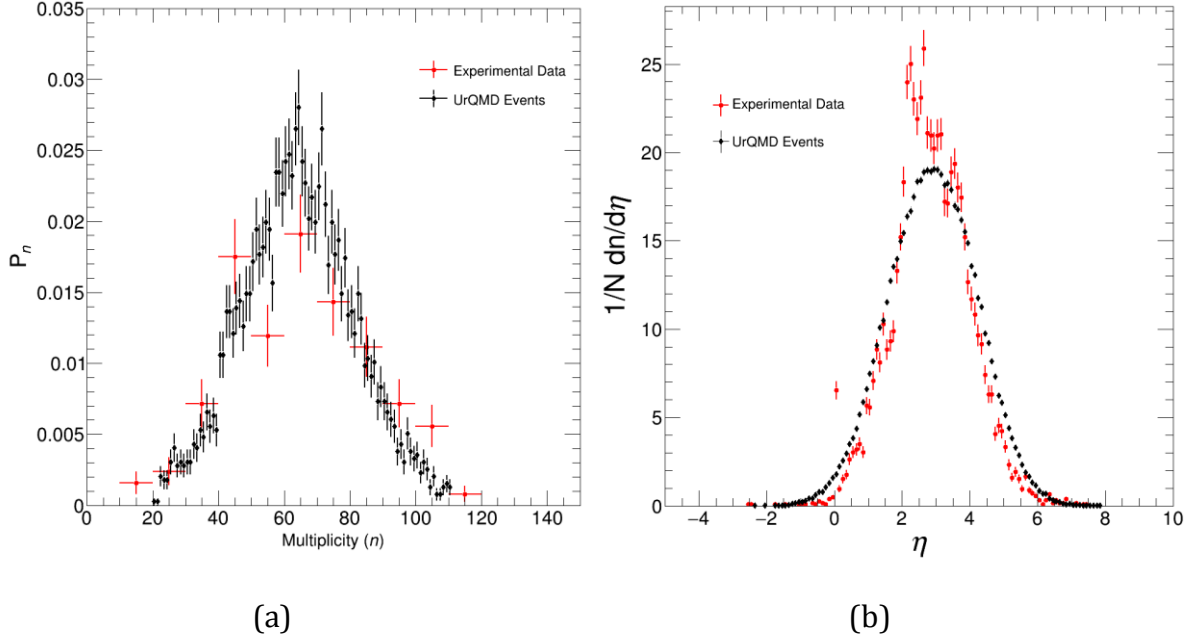 0.035
0.03
0.025
0.02
0.015
0.01
0.005
0
P_n
Experimental Data
UrQMD Events
0 20 40 60 80 100 120 140
Multiplicity (n)
(a)
25
20
15
10
5
0
1/N dn/dη
Experimental Data
UrQMD Events
−4 −2 0 2 4 6 8 10
η
(b)